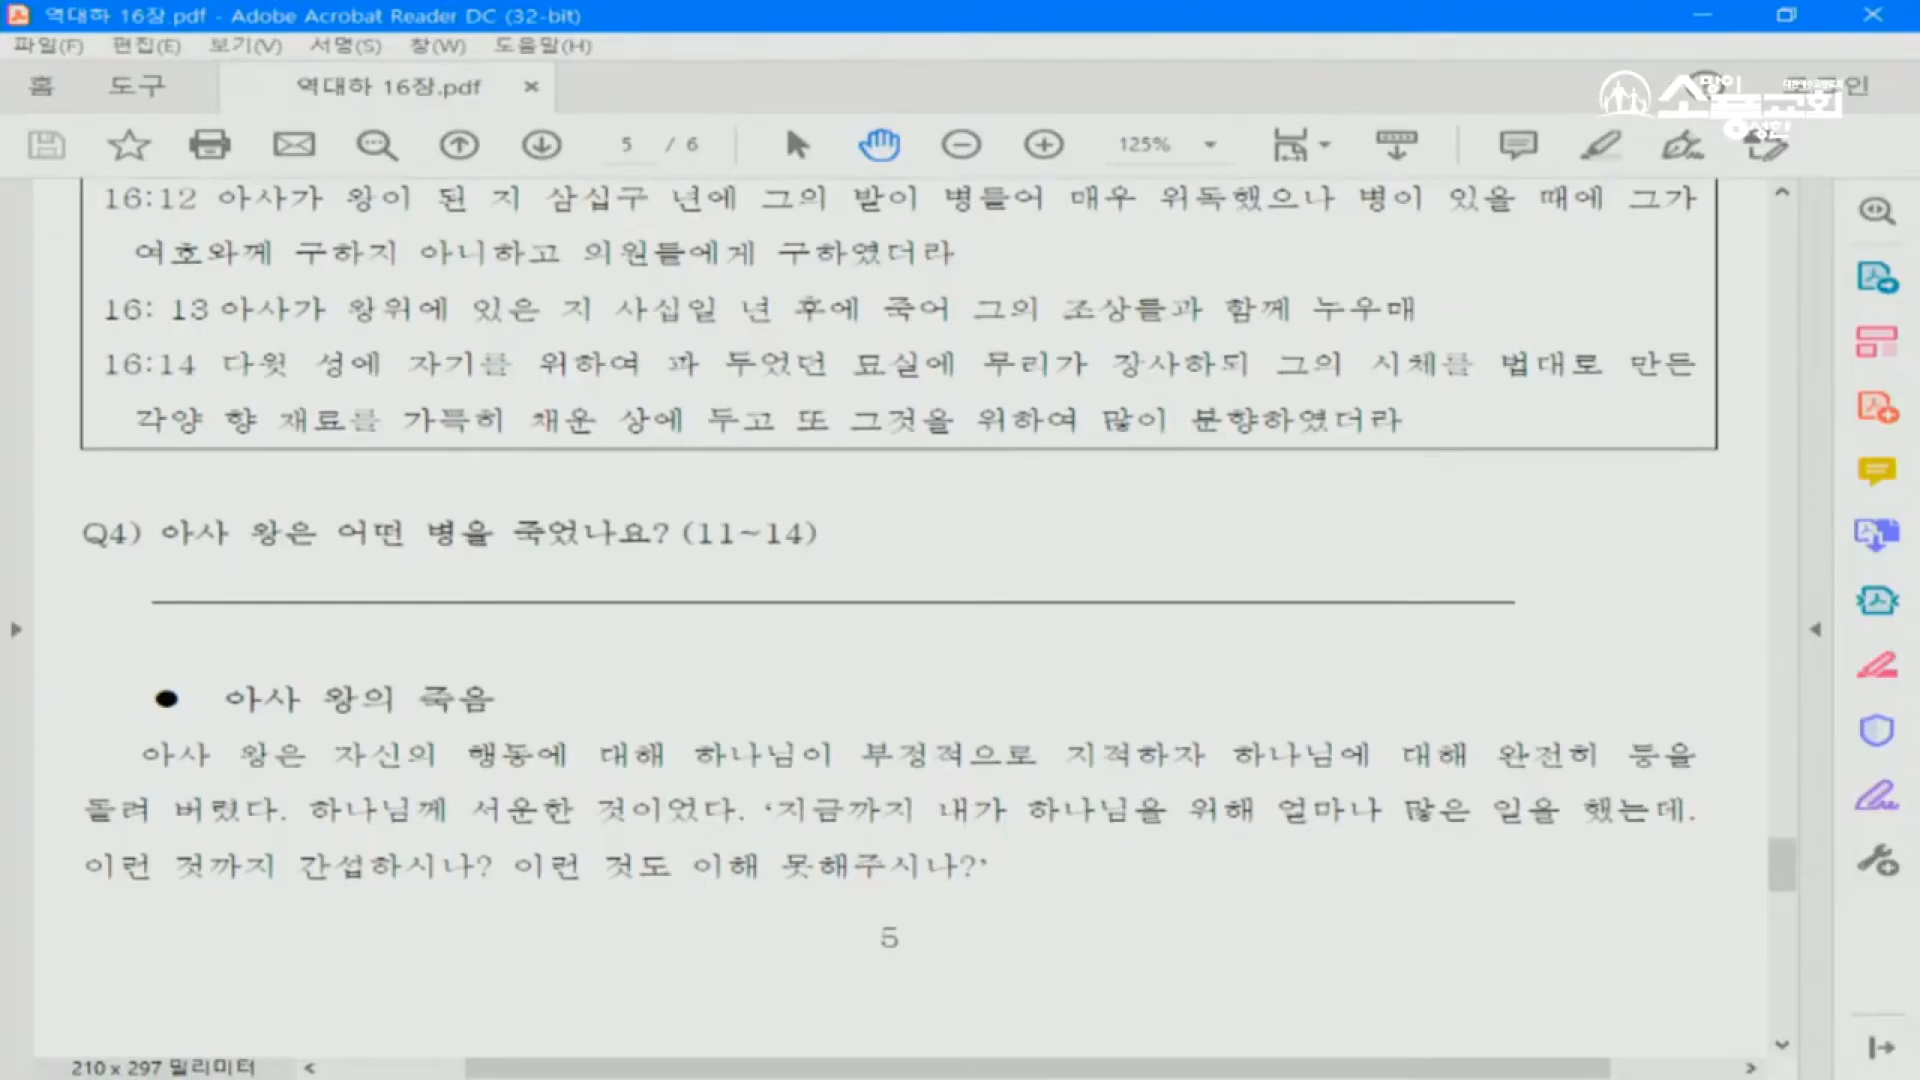 역대하 16장.pdf - Adobe Acrobat Reader DC (32-bit)
파일(F) 편집(E) 보기(V) 서명(S) 창(W) 도움말(H)
홈 도구 역대하 16장.pdf ×
소망이 소풍교회
5 / 6 125%
16:12 아사가 왕이 된 지 삼십구 년에 그의 발이 병들어 매우 위독했으나 병이 있을 때에 그가
여호와께 구하지 아니하고 의원들에게 구하였더라
16: 13 아사가 왕위에 있은 지 사십일 년 후에 죽어 그의 조상들과 함께 누우매
16:14 다윗 성에 자기를 위하여 파 두었던 묘실에 무리가 장사하되 그의 시체를 법대로 만든
각양 향 재료를 가득히 채운 상에 두고 또 그것을 위하여 많이 분향하였더라
Q4) 아사 왕은 어떤 병을 죽었나요? (11~14)
● 아사 왕의 죽음
아사 왕은 자신의 행동에 대해 하나님이 부정적으로 지적하자 하나님에 대해 완전히 등을
돌려 버렸다. 하나님께 서운한 것이었다. ‘지금까지 내가 하나님을 위해 얼마나 많은 일을 했는데.
이런 것까지 간섭하시나? 이런 것도 이해 못해주시나?’
5
210 x 297 밀리미터